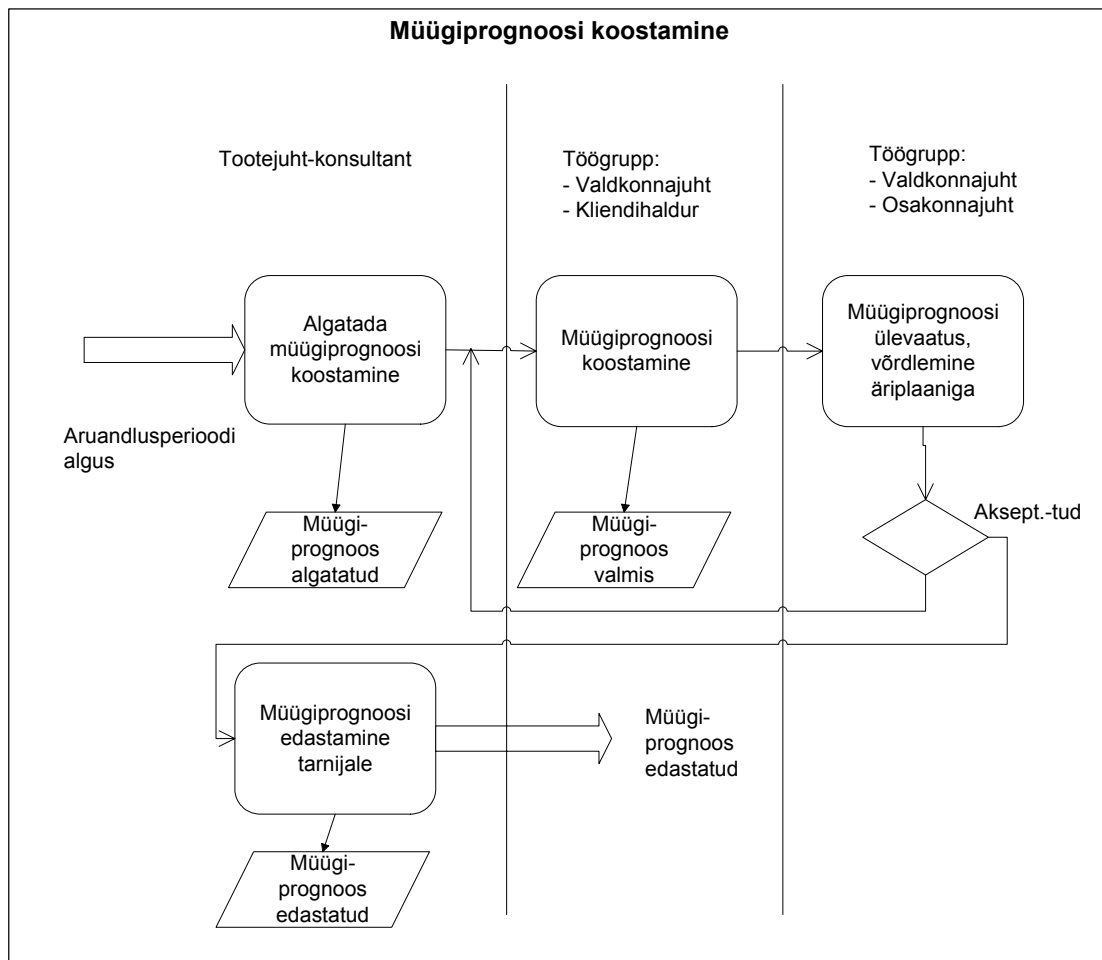 Müügiprognoosi koostamine
Tootejuht-konsultant
Töögrupp:
- Valdkonnajuht
- Kliendihaldur
Töögrupp:
- Valdkonnajuht
- Osakonnajuht
Aruandlusperioodi
algus
Algatada
müügiprognoosi
koostamine
Müügiprognoosi
koostamine
Müügiprognoosi
ülevaatus,
võrdlemine
äriplaaniga
Müügi-
prognoos
algatatud
Müügi-
prognoos
valmis
Aksept.-tud
Müügiprognoosi
edastamine
tarnijale
Müügi-
prognoos
edastatud
Müügi-
prognoos
edastatud